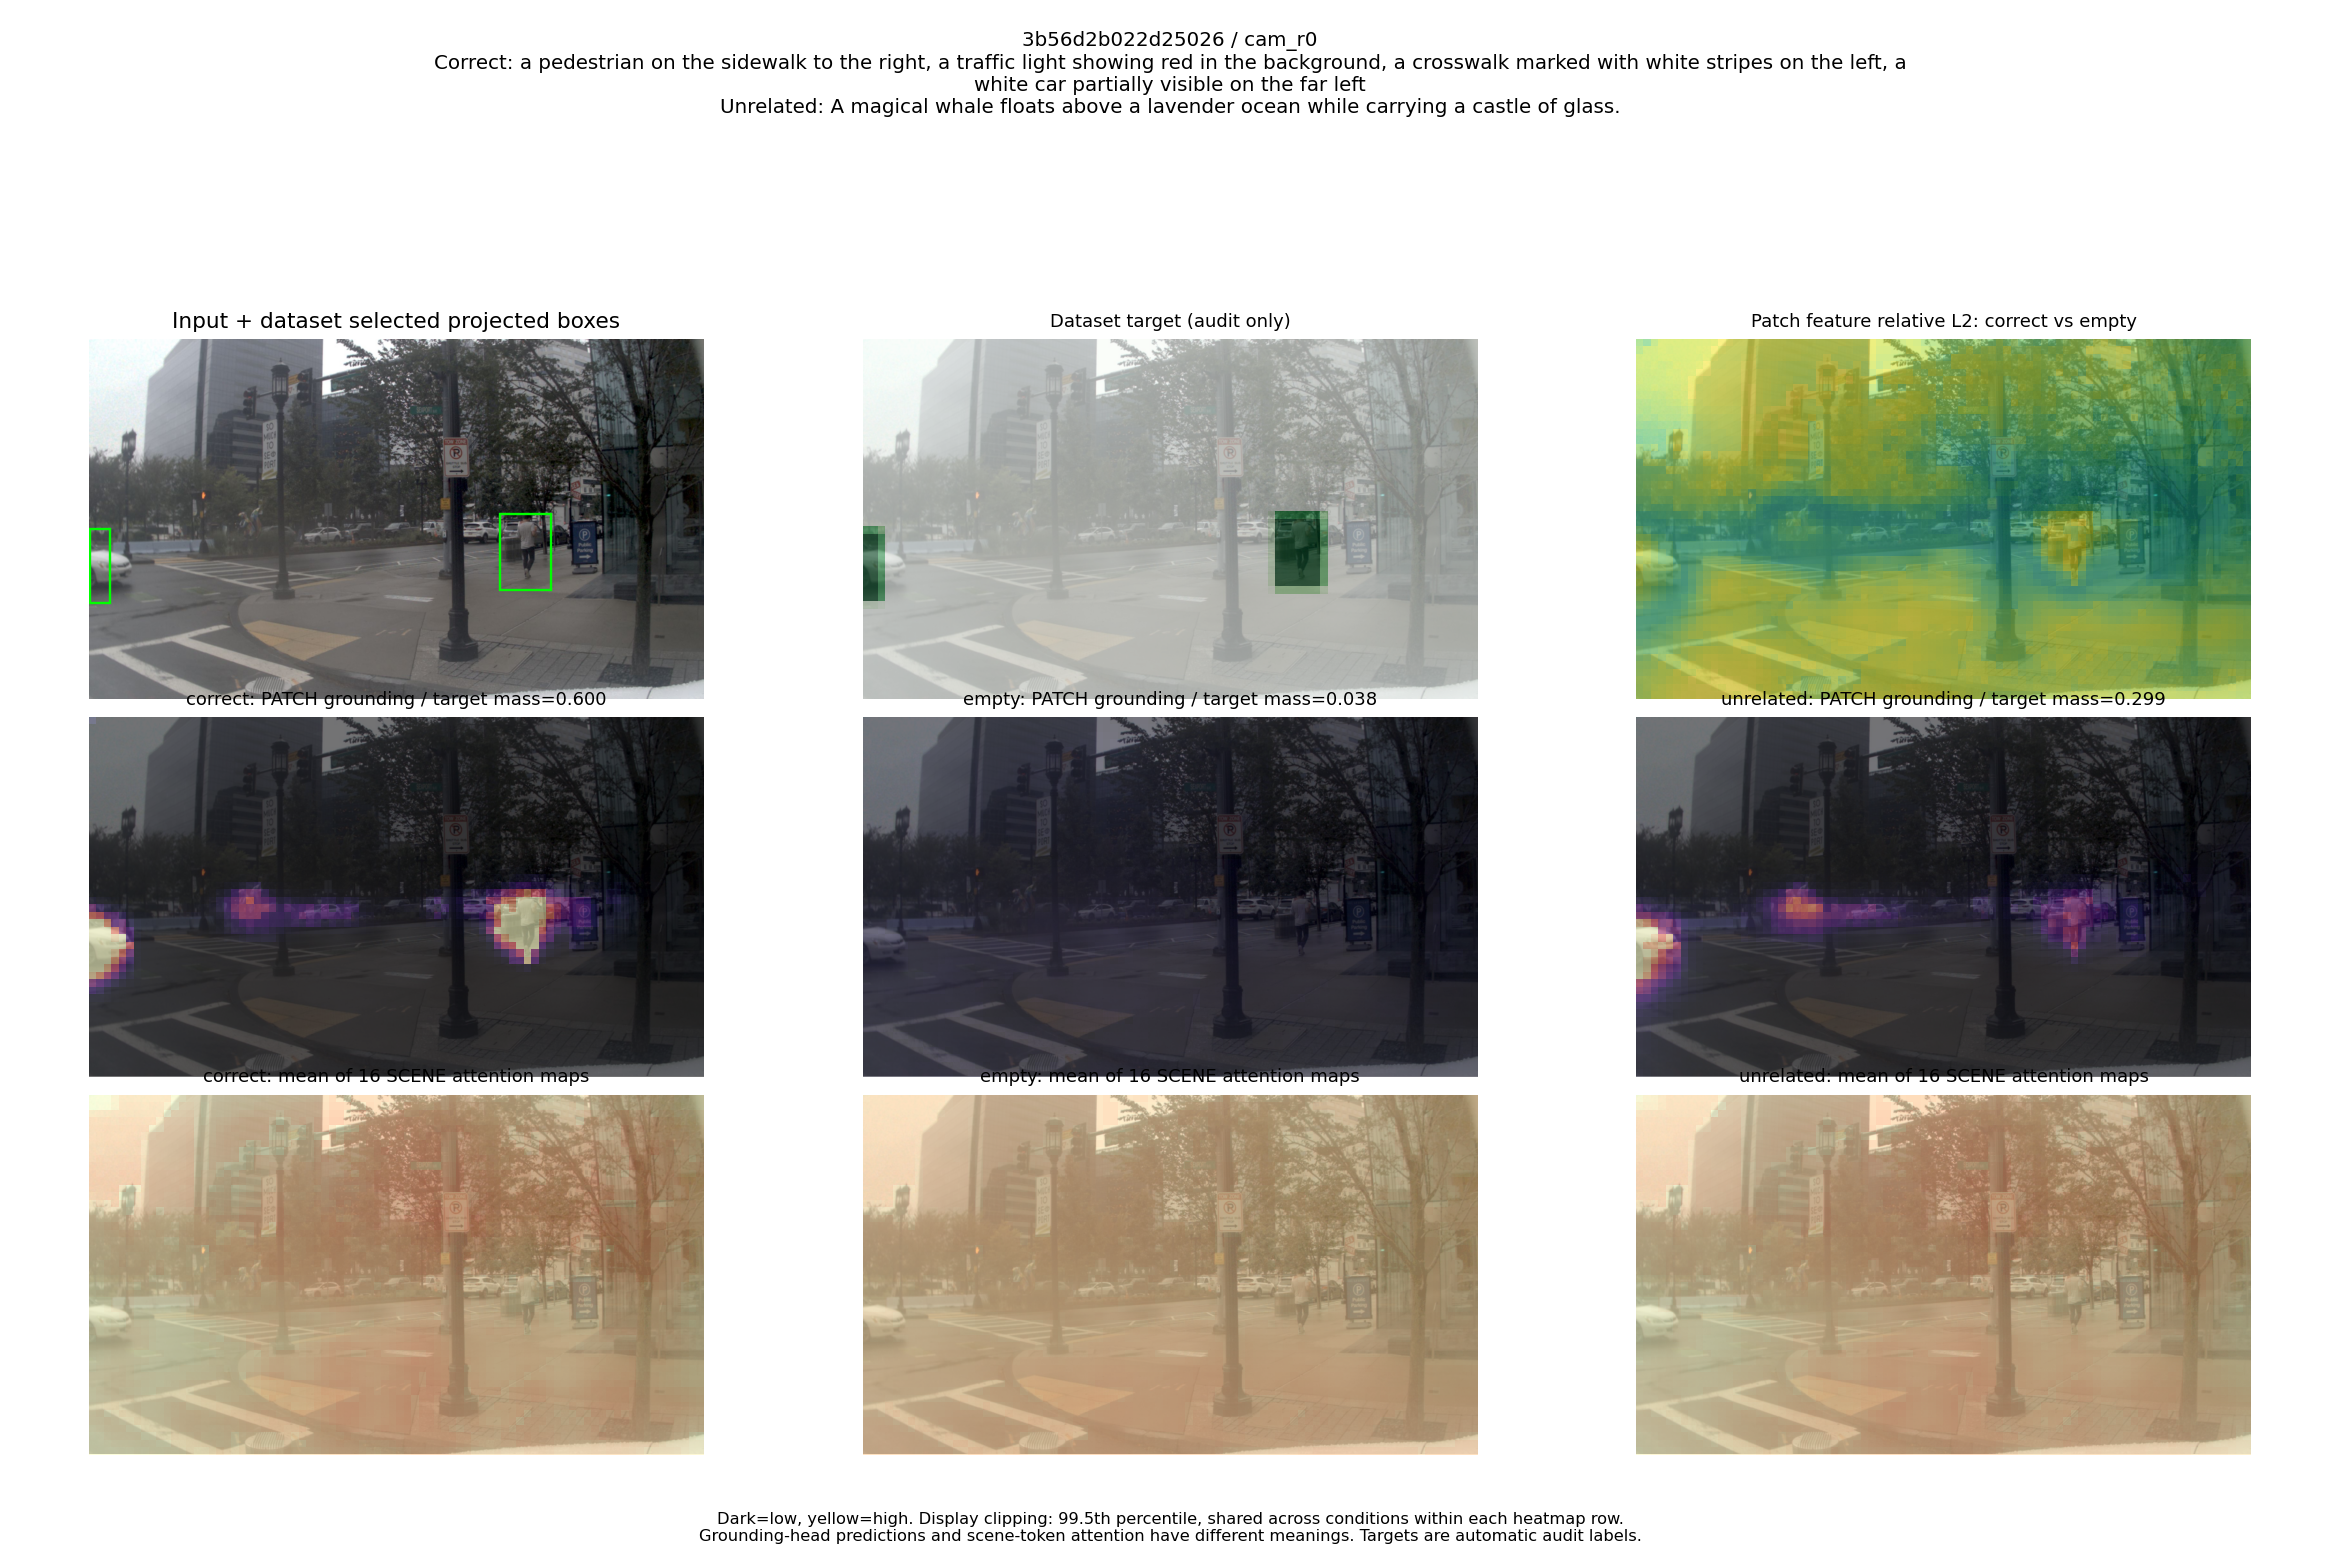 3b56d2b022d25026 / cam_r0
Correct: a pedestrian on the sidewalk to the right, a traffic light showing red in the background, a crosswalk marked with white stripes on the left, a
white car partially visible on the far left
Unrelated: A magical whale floats above a lavender ocean while carrying a castle of glass.
Input + dataset selected projected boxes
Dataset target (audit only)
Patch feature relative L2: correct vs empty
correct: PATCH grounding / target mass=0.600
empty: PATCH grounding / target mass=0.038
unrelated: PATCH grounding / target mass=0.299
correct: mean of 16 SCENE attention maps
empty: mean of 16 SCENE attention maps
unrelated: mean of 16 SCENE attention maps
Dark=low, yellow=high. Display clipping: 99.5th percentile, shared across conditions within each heatmap row.
Grounding-head predictions and scene-token attention have different meanings. Targets are automatic audit labels.